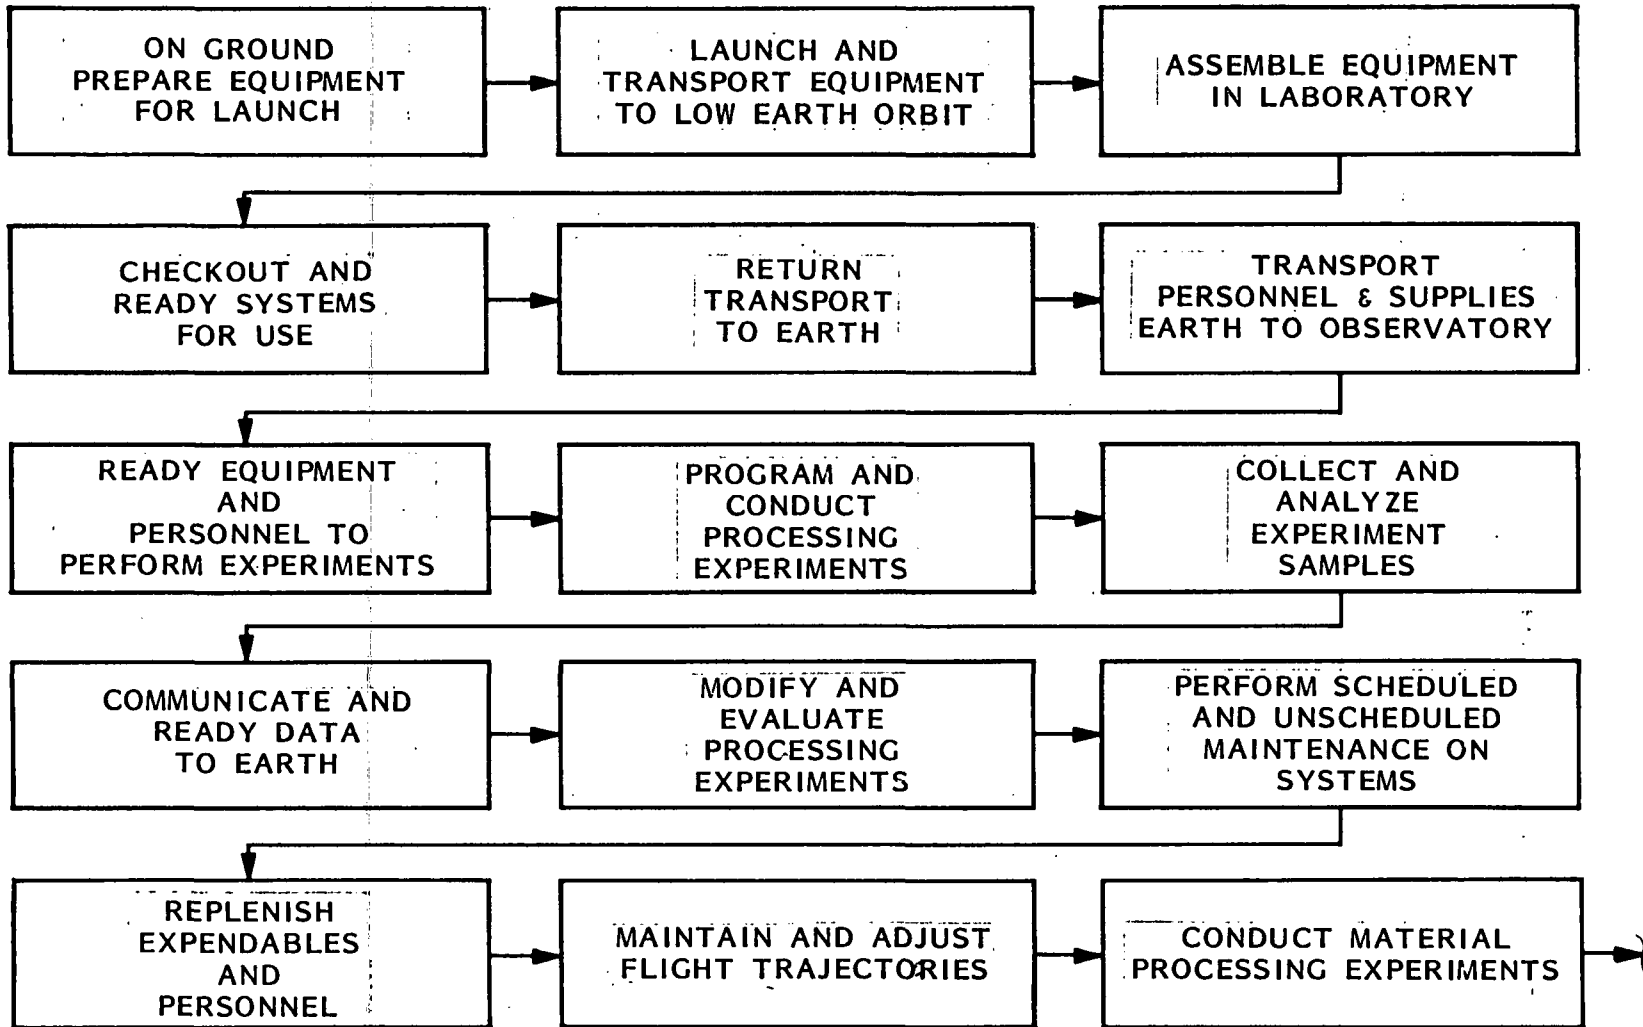 ON GROUND
PREPARE EQUIPMENT
FOR LAUNCH
LAUNCH AND
TRANSPORT EQUIPMENT
TO LOW EARTH ORBIT
ASSEMBLE EQUIPMENT
IN LABORATORY
CHECKOUT AND
READY SYSTEMS
FOR USE
RETURN
TRANSPORT
TO EARTH
TRANSPORT
PERSONNEL & SUPPLIES
EARTH TO OBSERVATORY
READY EQUIPMENT
AND
PERSONNEL TO
PERFORM EXPERIMENTS
PROGRAM AND
CONDUCT
PROCESSING
EXPERIMENTS
COLLECT AND
ANALYZE
EXPERIMENT
SAMPLES
COMMUNICATE AND
READY DATA
TO EARTH
MODIFY AND
EVALUATE
PROCESSING
EXPERIMENTS
PERFORM SCHEDULED
AND UNSCHEDULED
MAINTENANCE ON
SYSTEMS
REPLENISH
EXPENDABLES
AND
PERSONNEL
MAINTAIN AND ADJUST
FLIGHT TRAJECTORIES
CONDUCT MATERIAL
PROCESSING EXPERIMENTS